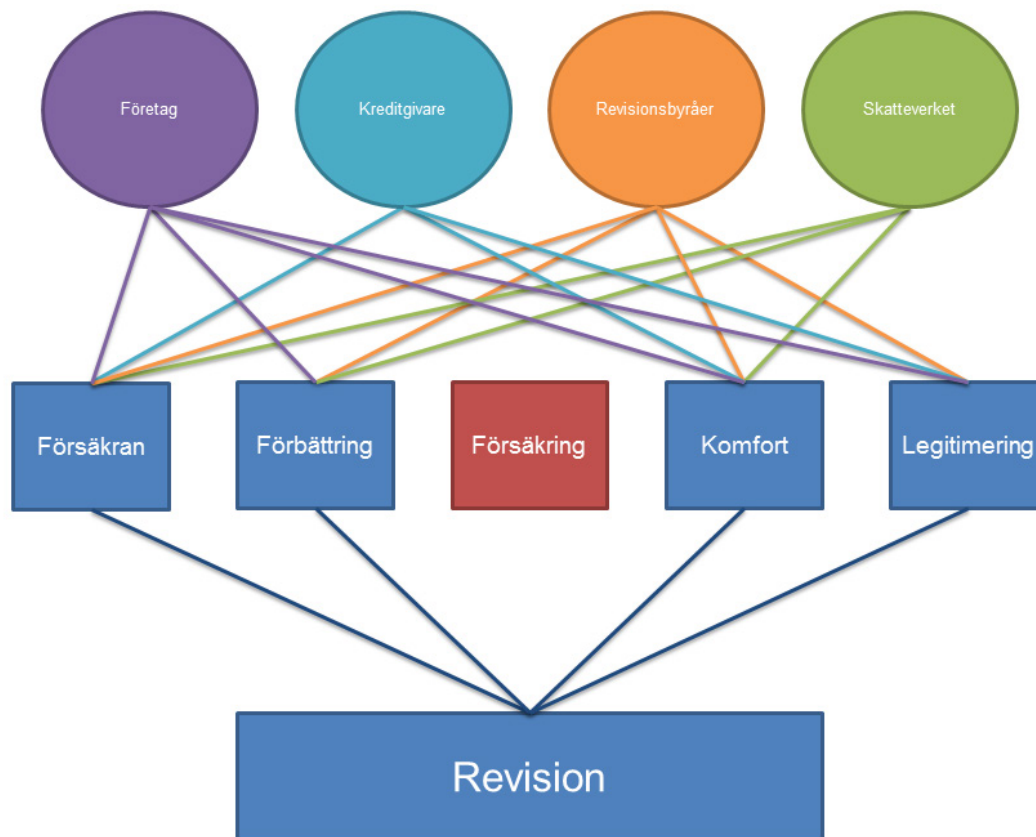 Företag
Kreditgivare
Revisionsbyråer
Skatteverket
Försäkran
Förbättring
Försäkring
Komfort
Legitimering
Revision